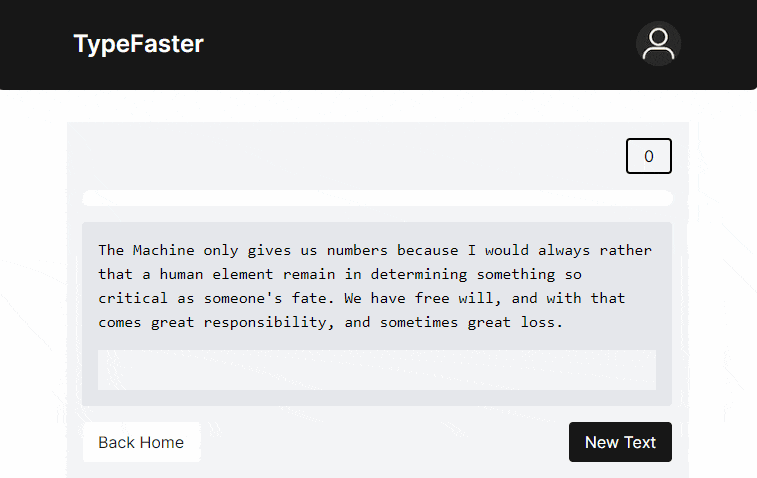 TypeFaster
0
The Machine only gives us numbers because I would always rather
that a human element remain in determining something so
critical as someone's fate. We have free will, and with that
comes great responsibility, and sometimes great loss.
Back Home
New Text